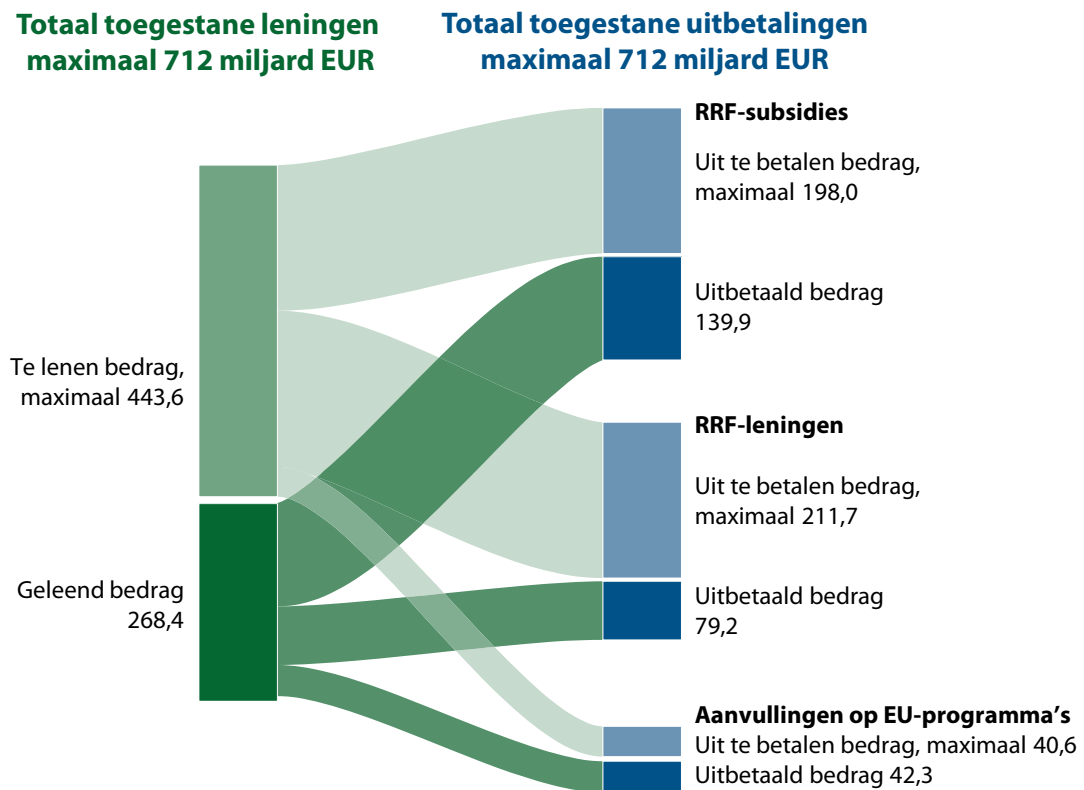 Totaal toegestane leningen
maximaal 712 miljard EUR
Totaal toegestane uitbetalingen
maximaal 712 miljard EUR
Te lenen bedrag,
maximaal 443,6
Geleend bedrag
268,4
RRF-subsidies
Uit te betalen bedrag,
maximaal 198,0
Uitbetaald bedrag
139,9
RRF-leningen
Uit te betalen bedrag,
maximaal 211,7
Uitbetaald bedrag
79,2
Aanvullingen op EU-programma’s
Uit te betalen bedrag, maximaal 40,6
Uitbetaald bedrag 42,3